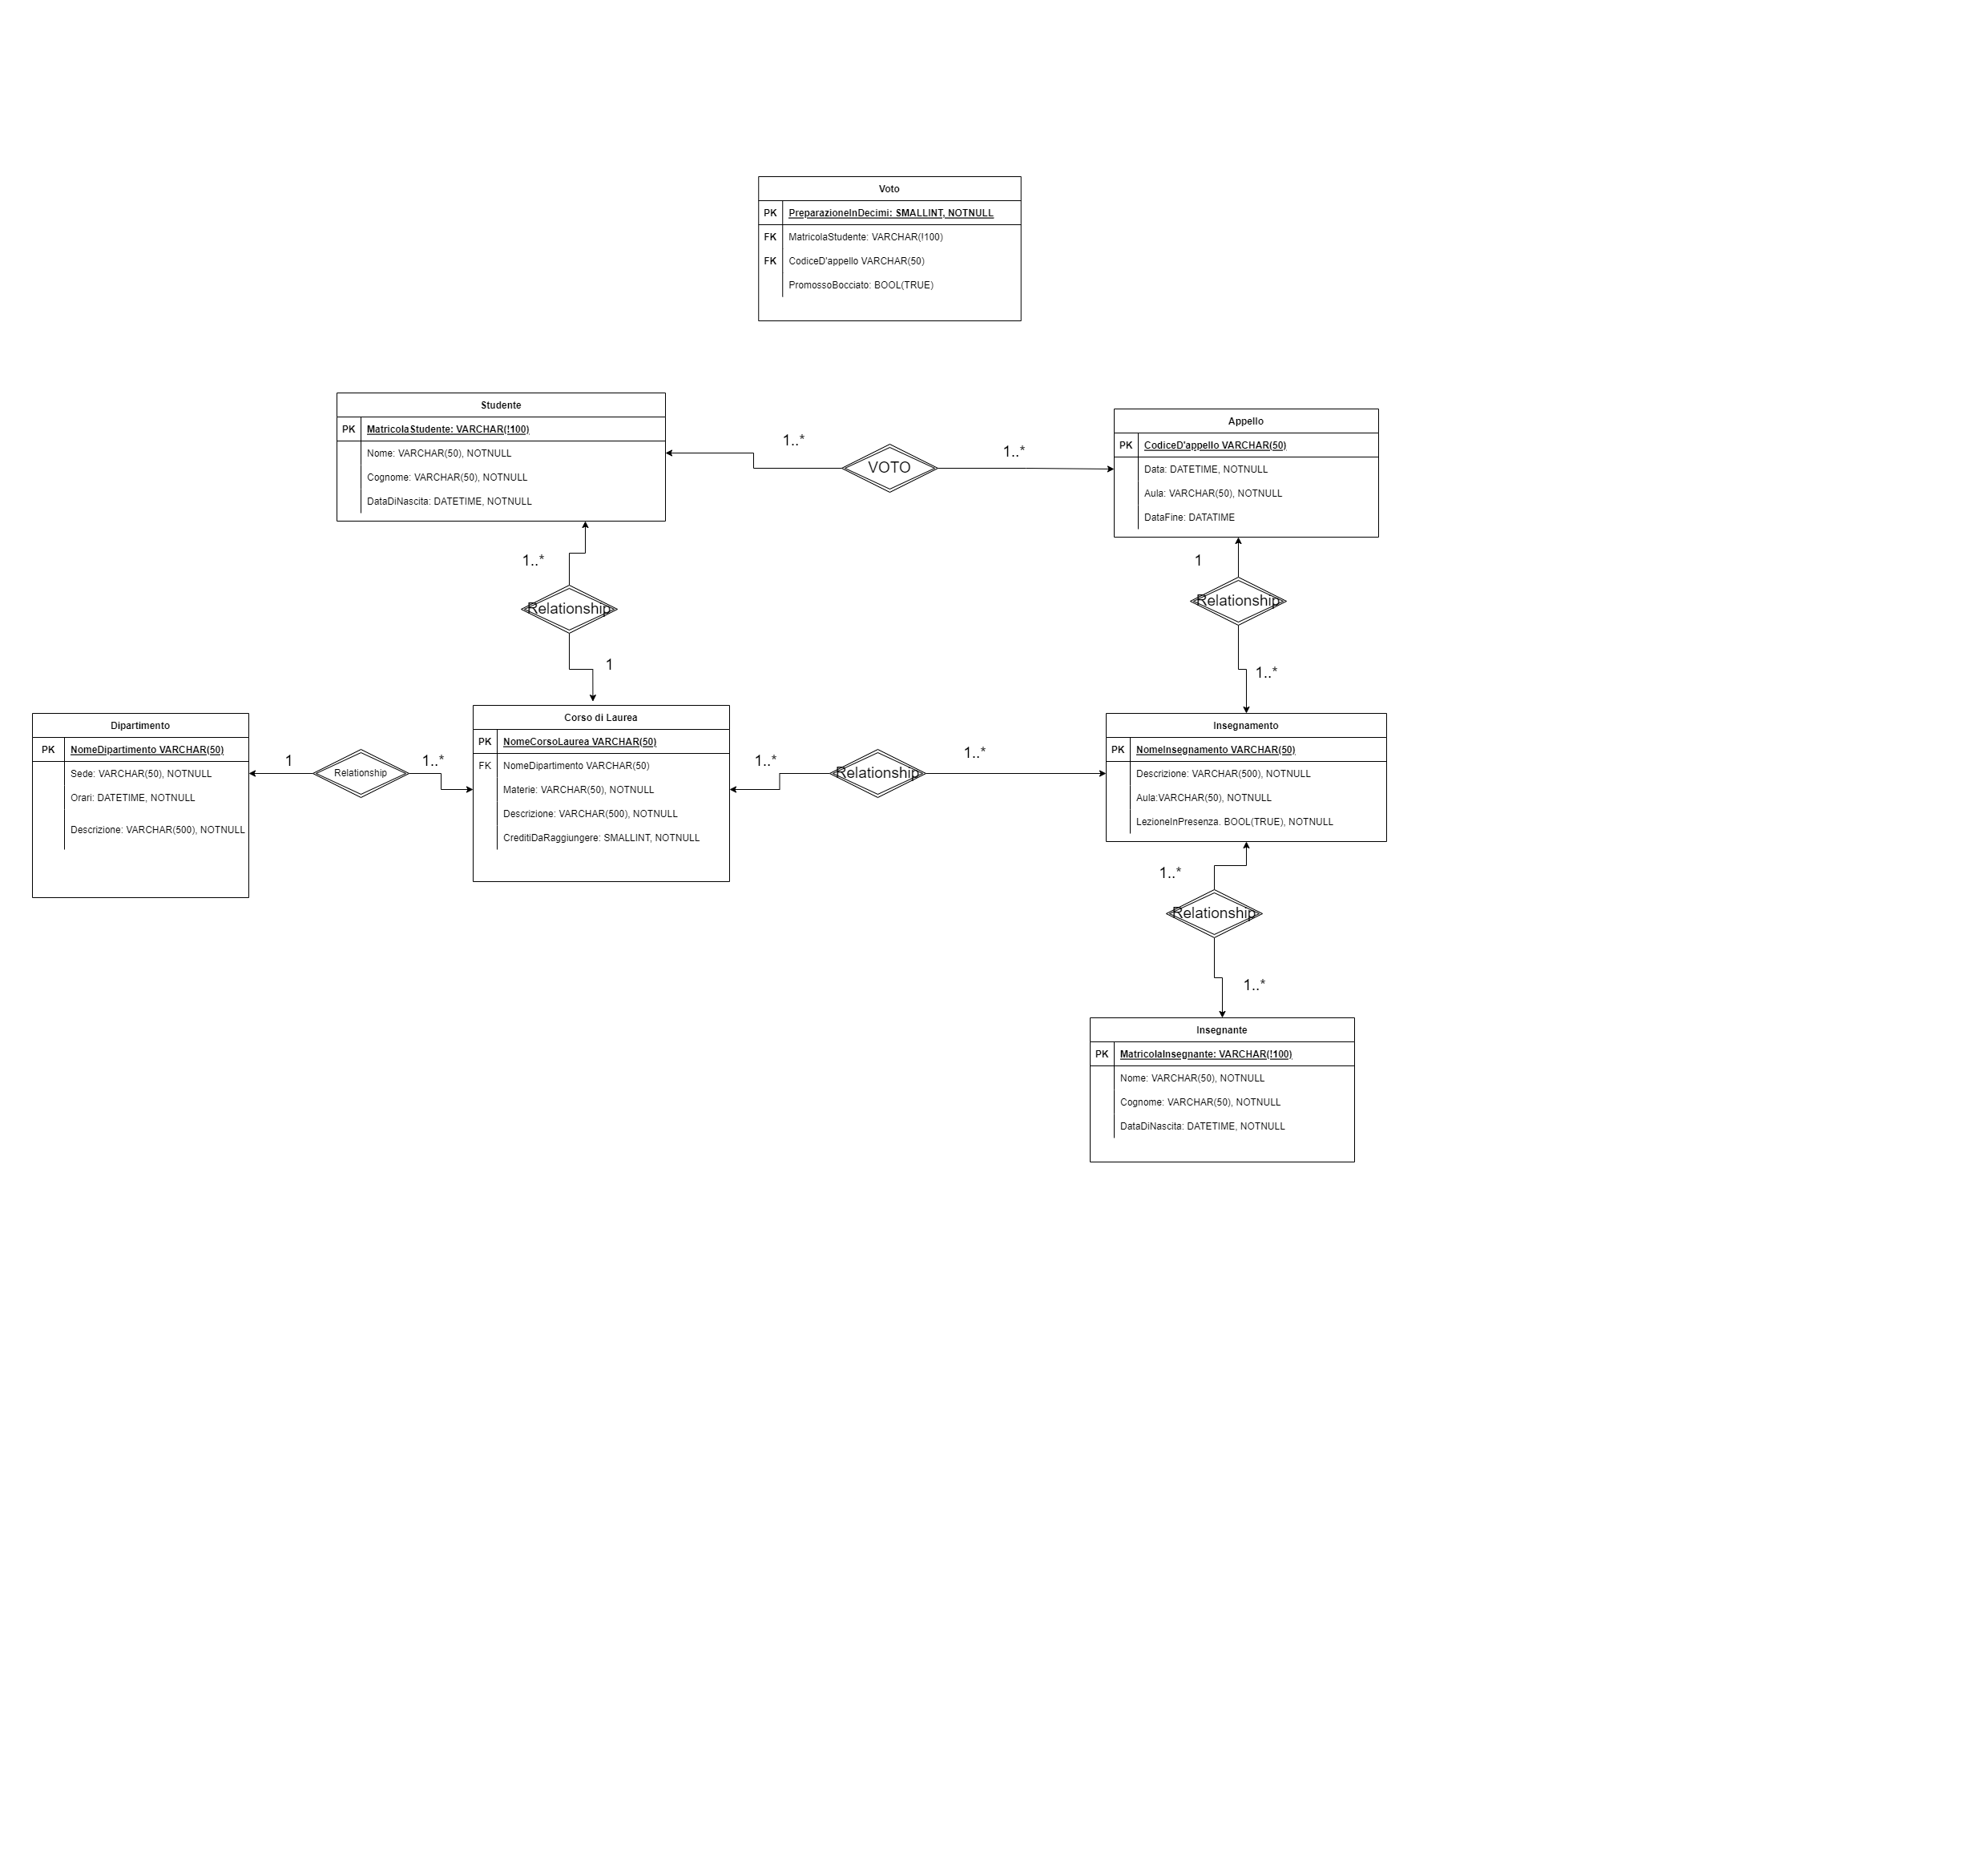 Voto
PK PreparazioneInDecimi: SMALLINT, NOTNULL
FK MatricolaStudente: VARCHAR(!100)
FK CodiceD'appello VARCHAR(50)
PromossoBocciato: BOOL(TRUE)
Studente
PK MatricolaStudente: VARCHAR(!100)
Nome: VARCHAR(50), NOTNULL
Cognome: VARCHAR(50), NOTNULL
DataDiNascita: DATETIME, NOTNULL
1..*
VOTO
1..*
Appello
PK CodiceD'appello VARCHAR(50)
Data: DATETIME, NOTNULL
Aula: VARCHAR(50), NOTNULL
DataFine: DATATIME
1..*
Relationship
1
1
Relationship
1..*
Dipartimento
PK NomeDipartimento VARCHAR(50)
Sede: VARCHAR(50), NOTNULL
Orari: DATETIME, NOTNULL
Descrizione: VARCHAR(500), NOTNULL
1
Relationship
1..*
Corso di Laurea
PK NomeCorsoLaurea VARCHAR(50)
FK NomeDipartimento VARCHAR(50)
Materie: VARCHAR(50), NOTNULL
Descrizione: VARCHAR(500), NOTNULL
CreditiDaRaggiungere: SMALLINT, NOTNULL
1..*
Relationship
1..*
Insegnamento
PK NomeInsegnamento VARCHAR(50)
Descrizione: VARCHAR(500), NOTNULL
Aula:VARCHAR(50), NOTNULL
LezioneInPresenza. BOOL(TRUE), NOTNULL
1..*
Relationship
1..*
Insegnante
PK MatricolaInsegnante: VARCHAR(!100)
Nome: VARCHAR(50), NOTNULL
Cognome: VARCHAR(50), NOTNULL
DataDiNascita: DATETIME, NOTNULL